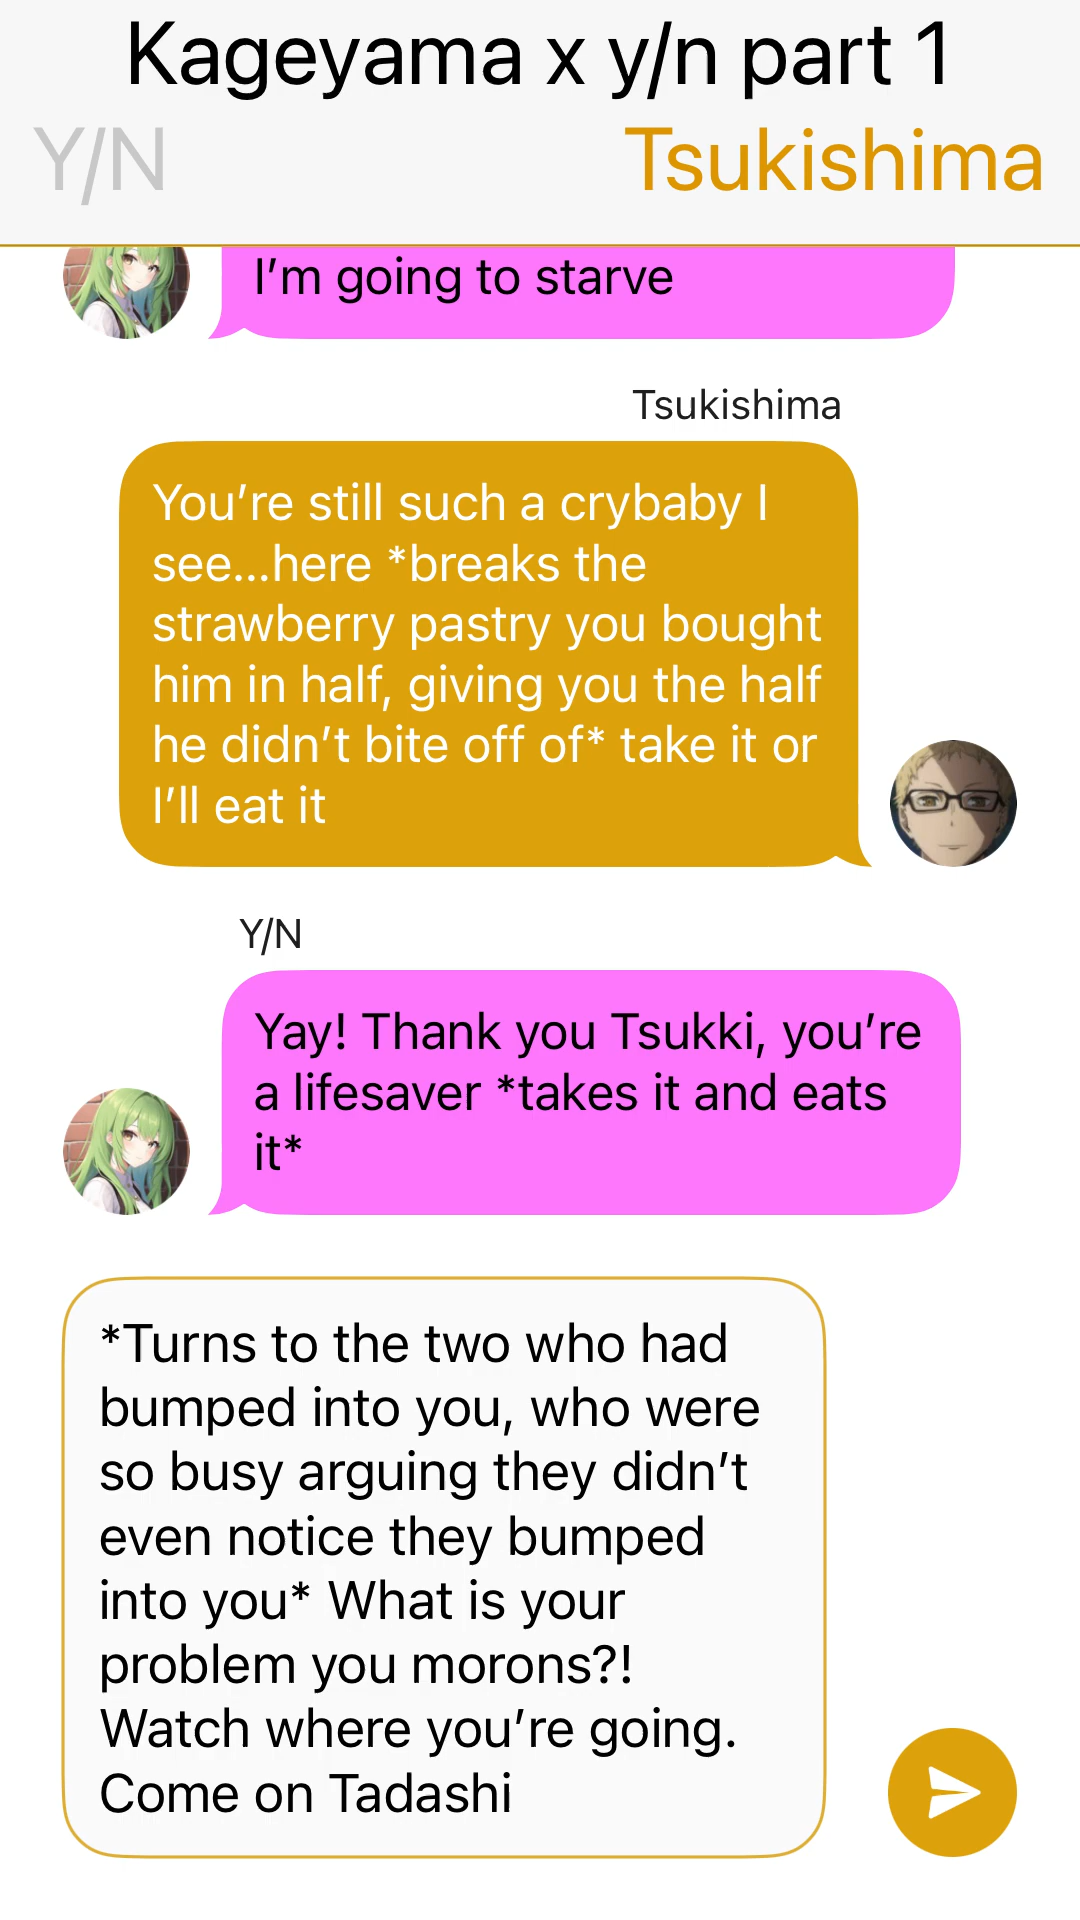 Kageyama x y/n part 1
Y/N Tsukishima
I’m going to starve
Tsukishima
You’re still such a crybaby I
see...here *breaks the
strawberry pastry you bought
him in half, giving you the half
he didn’t bite off of* take it or
I’ll eat it
Y/N
Yay! Thank you Tsukki, you’re
a lifesaver *takes it and eats
it*
*Turns to the two who had
bumped into you, who were
so busy arguing they didn’t
even notice they bumped
into you* What is your
problem you morons?!
Watch where you’re going.
Come on Tadashi